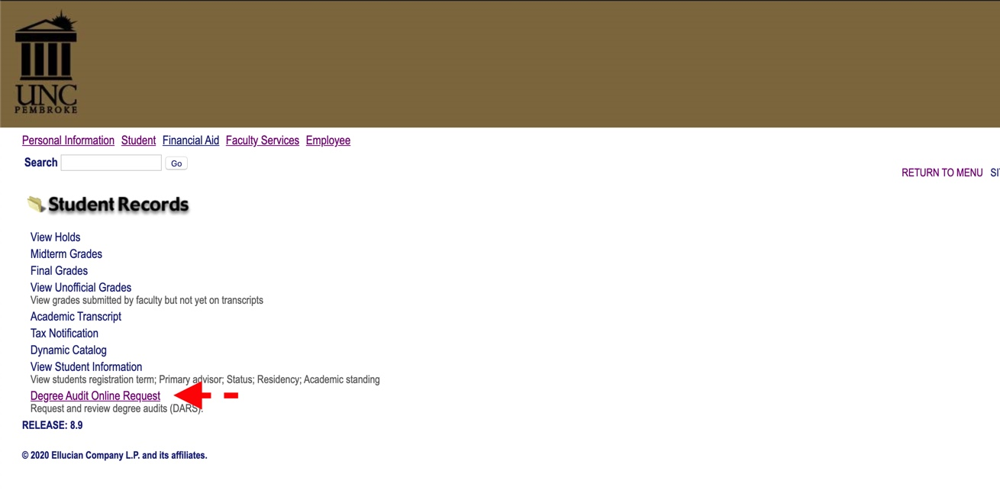 UNC
PEMBROKE
Personal Information Student Financial Aid Faculty Services Employee
Search Go
RETURN TO MENU
Student Records
View Holds
Midterm Grades
Final Grades
View Unofficial Grades
View grades submitted by faculty but not yet on transcripts
Academic Transcript
Tax Notification
Dynamic Catalog
View Student Information
View students registration term; Primary advisor; Status; Residency; Academic standing
Degree Audit Online Request
Request and review degree audits (DARS).
RELEASE: 8.9
© 2020 Ellucian Company L.P. and its affiliates.